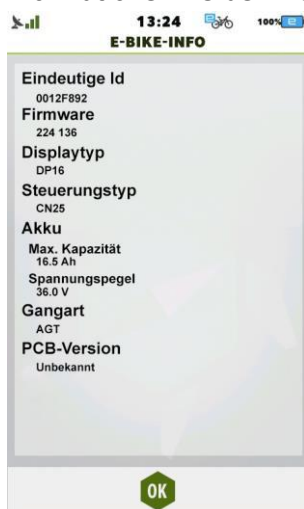 13:24
100%
E-BIKE-INFO
Eindeutige Id
0012F892
Firmware
224 136
Displaytyp
DP16
Steuerungstyp
CN25
Akku
Max. Kapazität
16.5 Ah
Spannungspegel
36.0 V
Gangart
AGT
PCB-Version
Unbekannt
OK